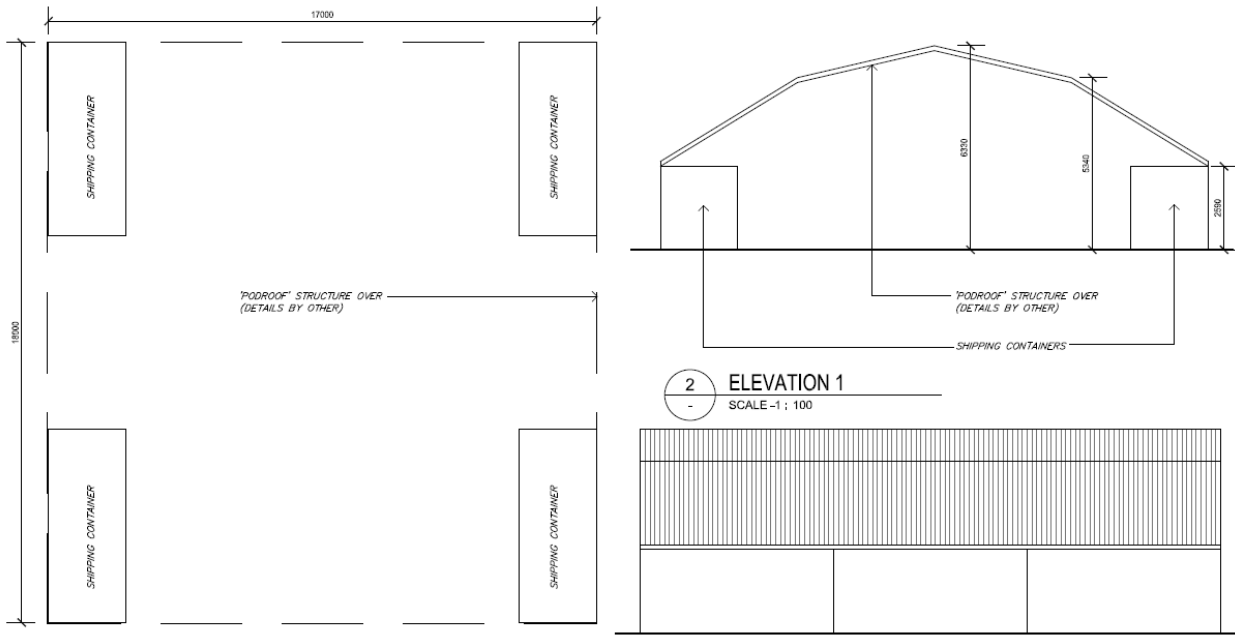 17000
18000
SHIPPING CONTAINER
SHIPPING CONTAINER
'PODROOF' STRUCTURE OVER
(DETAILS BY OTHER)
SHIPPING CONTAINER
SHIPPING CONTAINER
6330
5340
2590
'PODROOF' STRUCTURE OVER
(DETAILS BY OTHER)
SHIPPING CONTAINERS
2
-
ELEVATION 1
SCALE-1 : 100